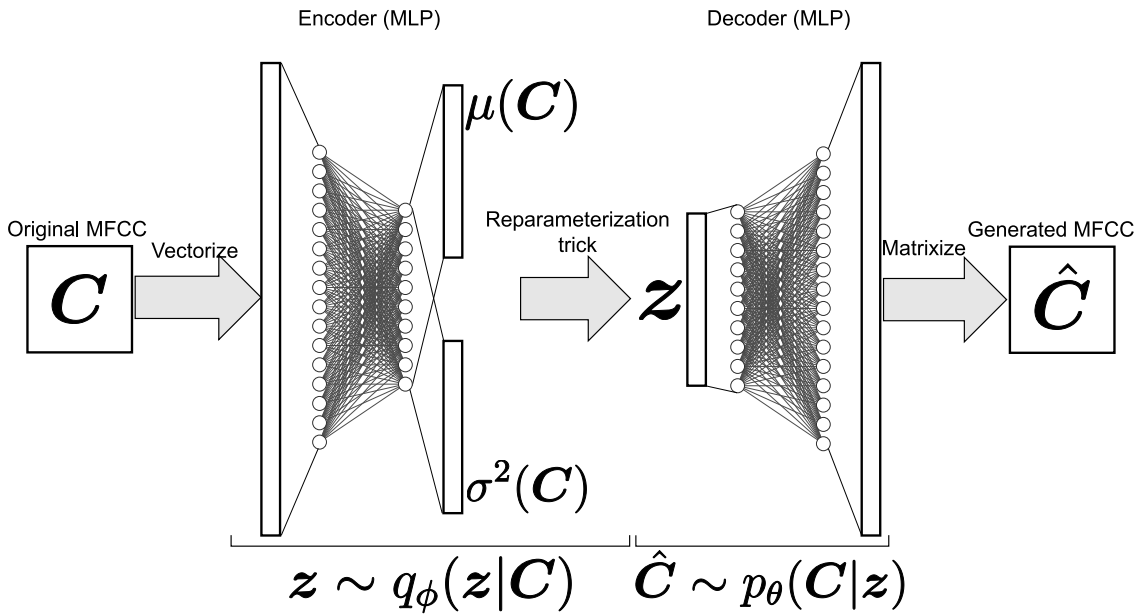 Encoder (MLP)
Decoder (MLP)
μ(C)
Original MFCC
C
Vectorize
Reparameterization
trick
z
Matrixize
Generated MFCC
Ĉ
σ²(C)
z ∼ q_ϕ(z|C)
Ĉ ∼ p_θ(C|z)